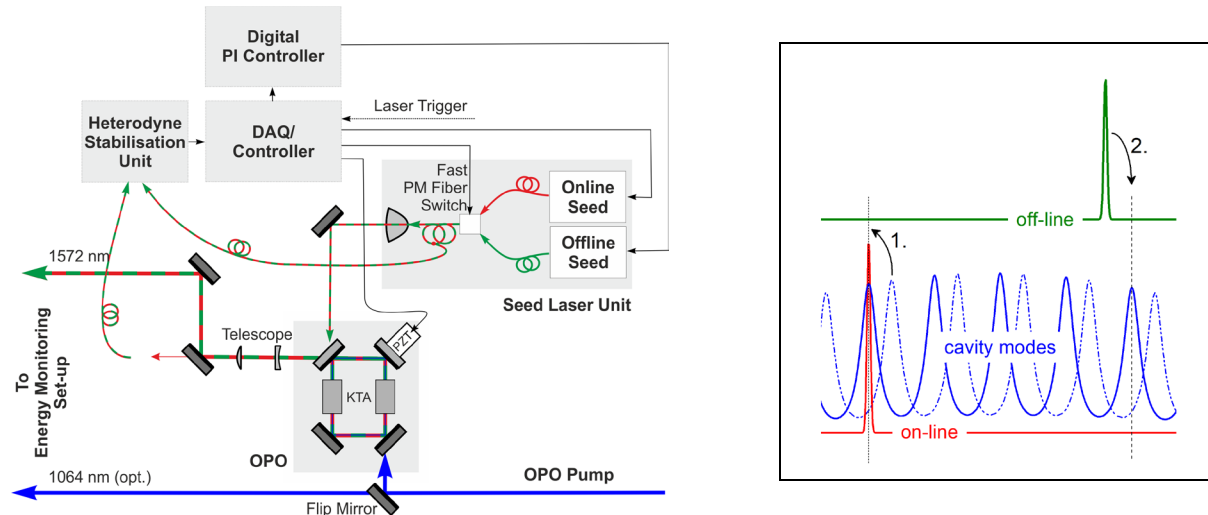 Digital
PI Controller
Laser Trigger
Heterodyne
Stabilisation
Unit
DAQ/
Controller
Fast
PM Fiber
Switch
Online
Seed
Offline
Seed
Seed Laser Unit
1572 nm
Telescope
PZT
KTA
To
Energy Monitoring
Set-up
OPO
1064 nm (opt.)
OPO Pump
Flip Mirror
2.
off-line
1.
cavity modes
on-line